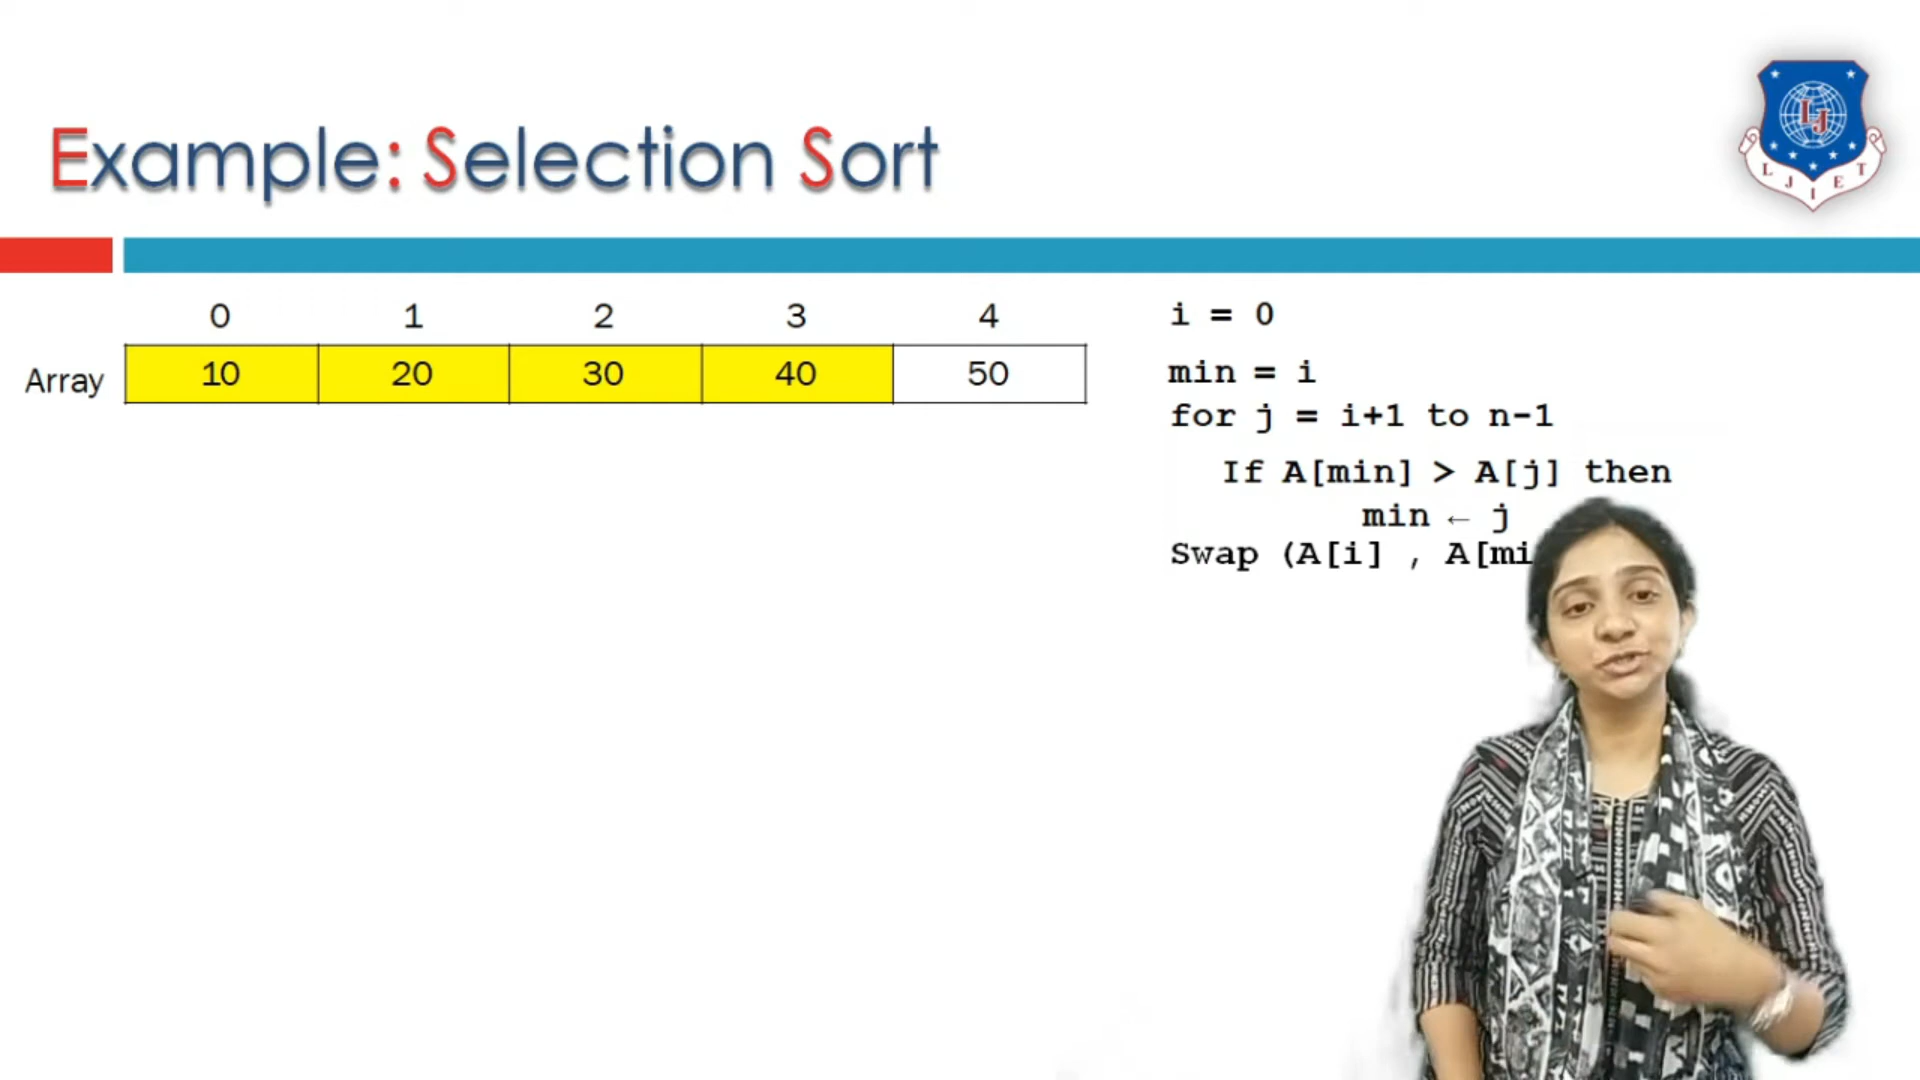 Example: Selection Sort
LJIET
0 1 2 3 4
Array 10 20 30 40 50
i = 0
min = i
for j = i+1 to n-1
If A[min] > A[j] then
min ← j
Swap (A[i] , A[mi